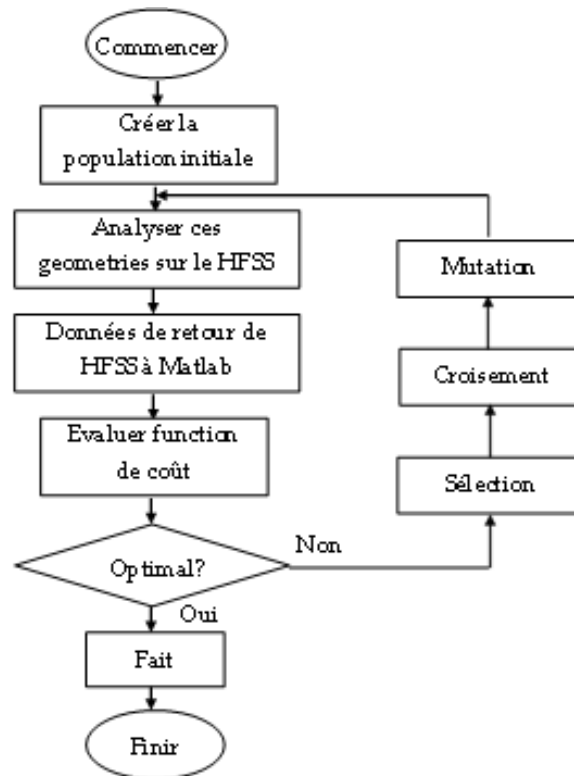 Commencer
Créer la
population initiale
Analyser ces
geometries sur le HFSS
Données de retour de
HFSS à Matlab
Evaluer function
de coût
Optimal?
Non
Oui
Fait
Finir
Sélection
Croisement
Mutation